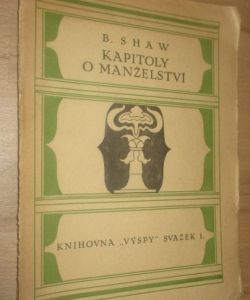 B. SHAW
KAPITOLY
O MANŽELSTVÍ
KNIHOVNA „VÝSPY" SVAZEK 1.